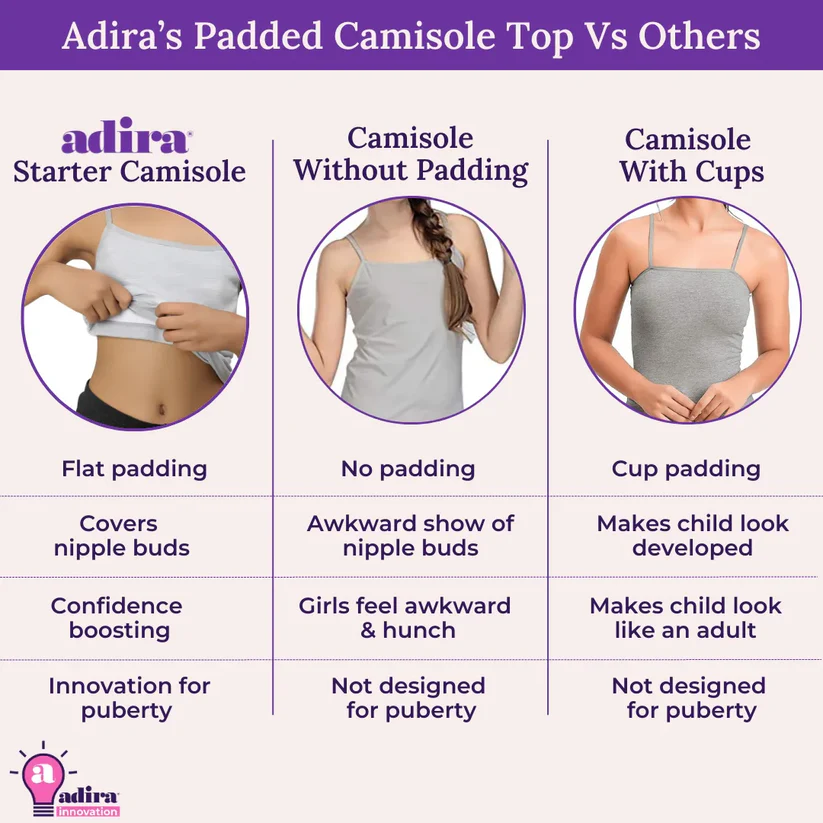 Adira's Padded Camisole Top Vs Others
adira
Starter Camisole
Camisole
Without Padding
Camisole
With Cups
Flat padding
No padding
Cup padding
Covers
nipple buds
Awkward show of
nipple buds
Makes child look
developed
Confidence
boosting
Girls feel awkward
& hunch
Makes child look
like an adult
Innovation for
puberty
Not designed
for puberty
Not designed
for puberty
a
adira
innovation